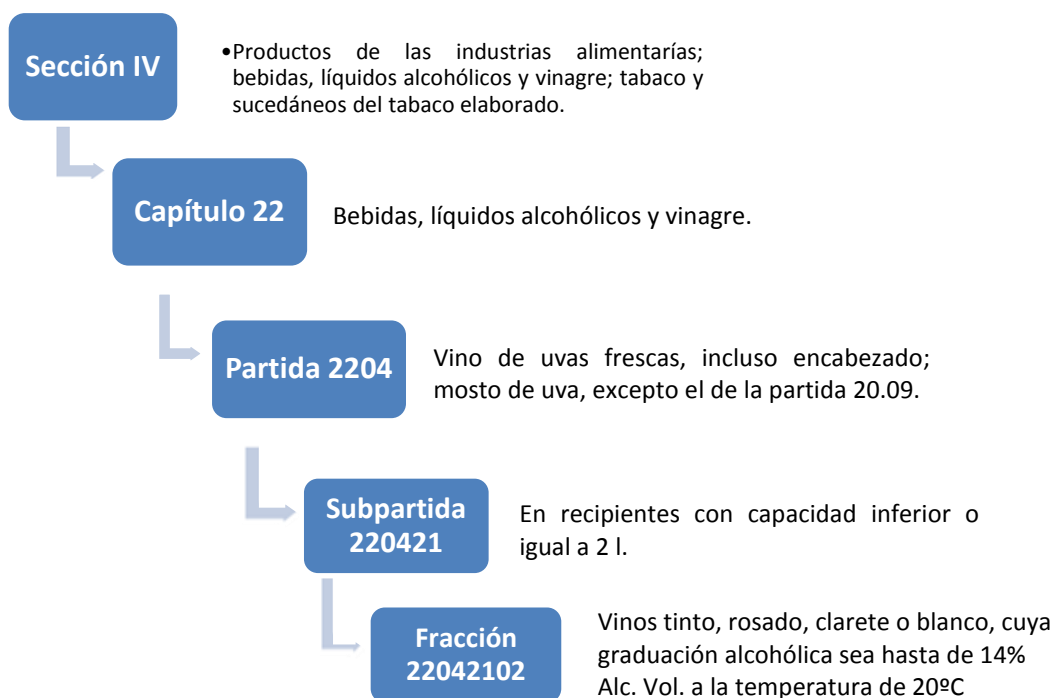 Sección IV
•Productos de las industrias alimentarías;
bebidas, líquidos alcohólicos y vinagre; tabaco y
sucedáneos del tabaco elaborado.
Capítulo 22
Bebidas, líquidos alcohólicos y vinagre.
Partida 2204
Vino de uvas frescas, incluso encabezado;
mosto de uva, excepto el de la partida 20.09.
Subpartida
220421
En recipientes con capacidad inferior o
igual a 2 l.
Fracción
22042102
Vinos tinto, rosado, clarete o blanco, cuya
graduación alcohólica sea hasta de 14%
Alc. Vol. a la temperatura de 20ºC